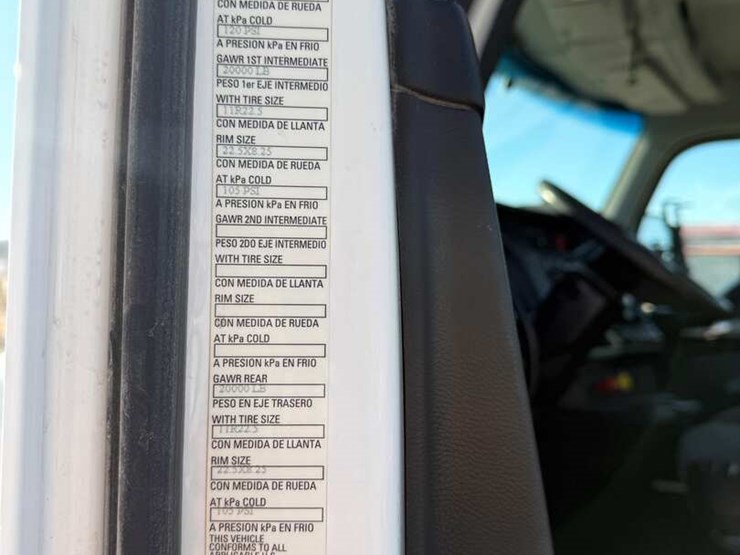 CON MEDIDA DE RUEDA
AT kPa COLD
120 PSI
A PRESION kPa EN FRIO
GAWR 1ST INTERMEDIATE
20000 LB
PESO 1er EJE INTERMEDIO
WITH TIRE SIZE
11R22.5
CON MEDIDA DE LLANTA
RIM SIZE
22.5X8.25
CON MEDIDA DE RUEDA
AT kPa COLD
105 PSI
A PRESION kPa EN FRIO
GAWR 2ND INTERMEDIATE
PESO 2DO EJE INTERMEDIO
WITH TIRE SIZE
CON MEDIDA DE LLANTA
RIM SIZE
CON MEDIDA DE RUEDA
AT kPa COLD
A PRESION kPa EN FRIO
GAWR REAR
20000 LB
PESO EN EJE TRASERO
WITH TIRE SIZE
11R22.5
CON MEDIDA DE LLANTA
RIM SIZE
22.5X8.25
CON MEDIDA DE RUEDA
AT kPa COLD
105 PSI
A PRESION kPa EN FRIO
THIS VEHICLE
CONFORMS TO ALL
APPLICABLE U.S.